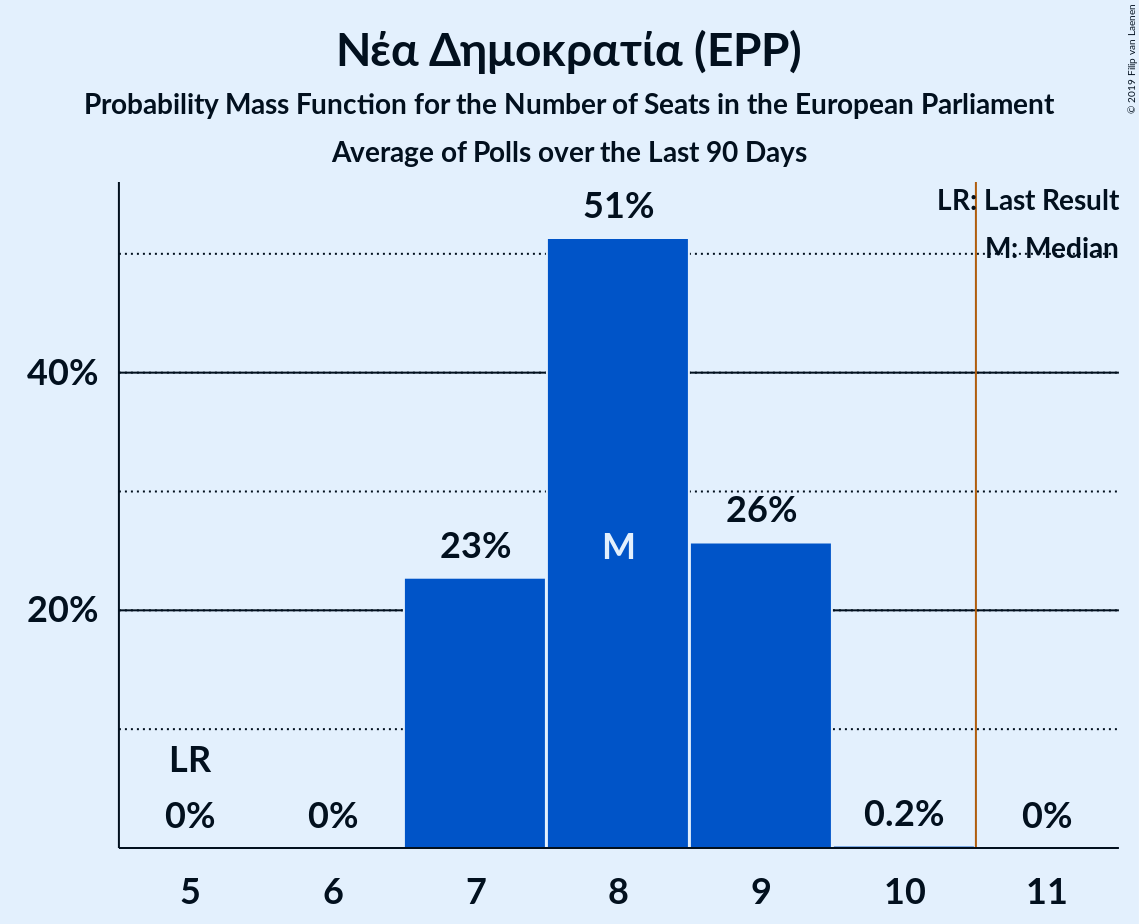 Νέα Δημοκρατία (EPP)
Probability Mass Function for the Number of Seats in the European Parliament
Average of Polls over the Last 90 Days
© 2019 Filip van Laenen
LR: Last Result
M: Median
51%
40%
26%
23%
M
20%
LR
0%
0%
0.2%
0%
5
6
7
8
9
10
11